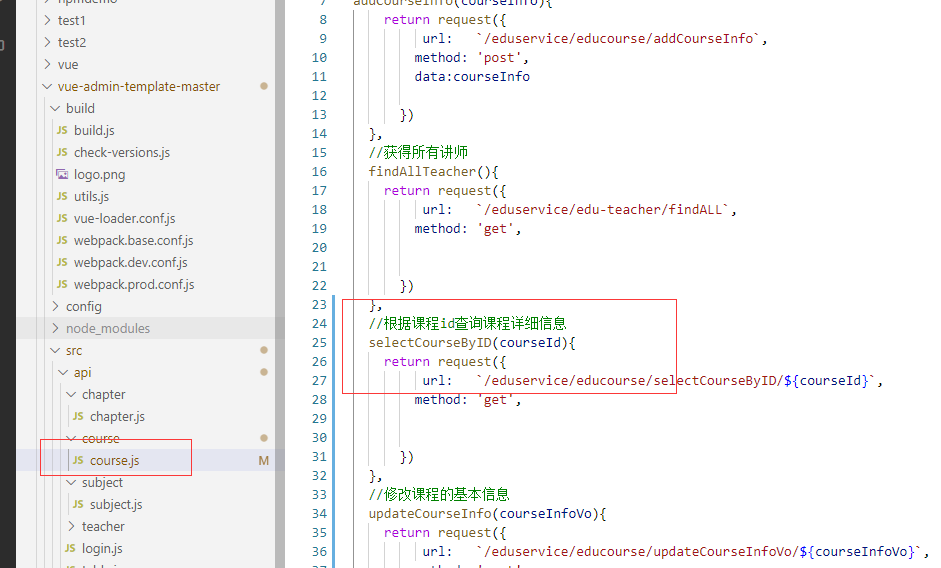 npmdemo
test1
test2
vue
vue-admin-template-master
build
JS build.js
JS check-versions.js
logo.png
JS utils.js
JS vue-loader.conf.js
JS webpack.base.conf.js
JS webpack.dev.conf.js
JS webpack.prod.conf.js
config
node_modules
src
api
chapter
JS chapter.js
course
JS course.js M
subject
JS subject.js
teacher
JS login.js
7 addCourseInfo(courseInfo){
8 return request({
9 url: `/eduservice/educourse/addCourseInfo`,
10 method: 'post',
11 data:courseInfo
12
13 })
14 },
15 //获得所有讲师
16 findAllTeacher(){
17 return request({
18 url: `/eduservice/edu-teacher/findALL`,
19 method: 'get',
20
21
22 })
23 },
24 //根据课程id查询课程详细信息
25 selectCourseByID(courseId){
26 return request({
27 url: `/eduservice/educourse/selectCourseByID/${courseId}`,
28 method: 'get',
29
30
31 })
32 },
33 //修改课程的基本信息
34 updateCourseInfo(courseInfoVo){
35 return request({
36 url: `/eduservice/educourse/updateCourseInfoVo/${courseInfoVo}`,